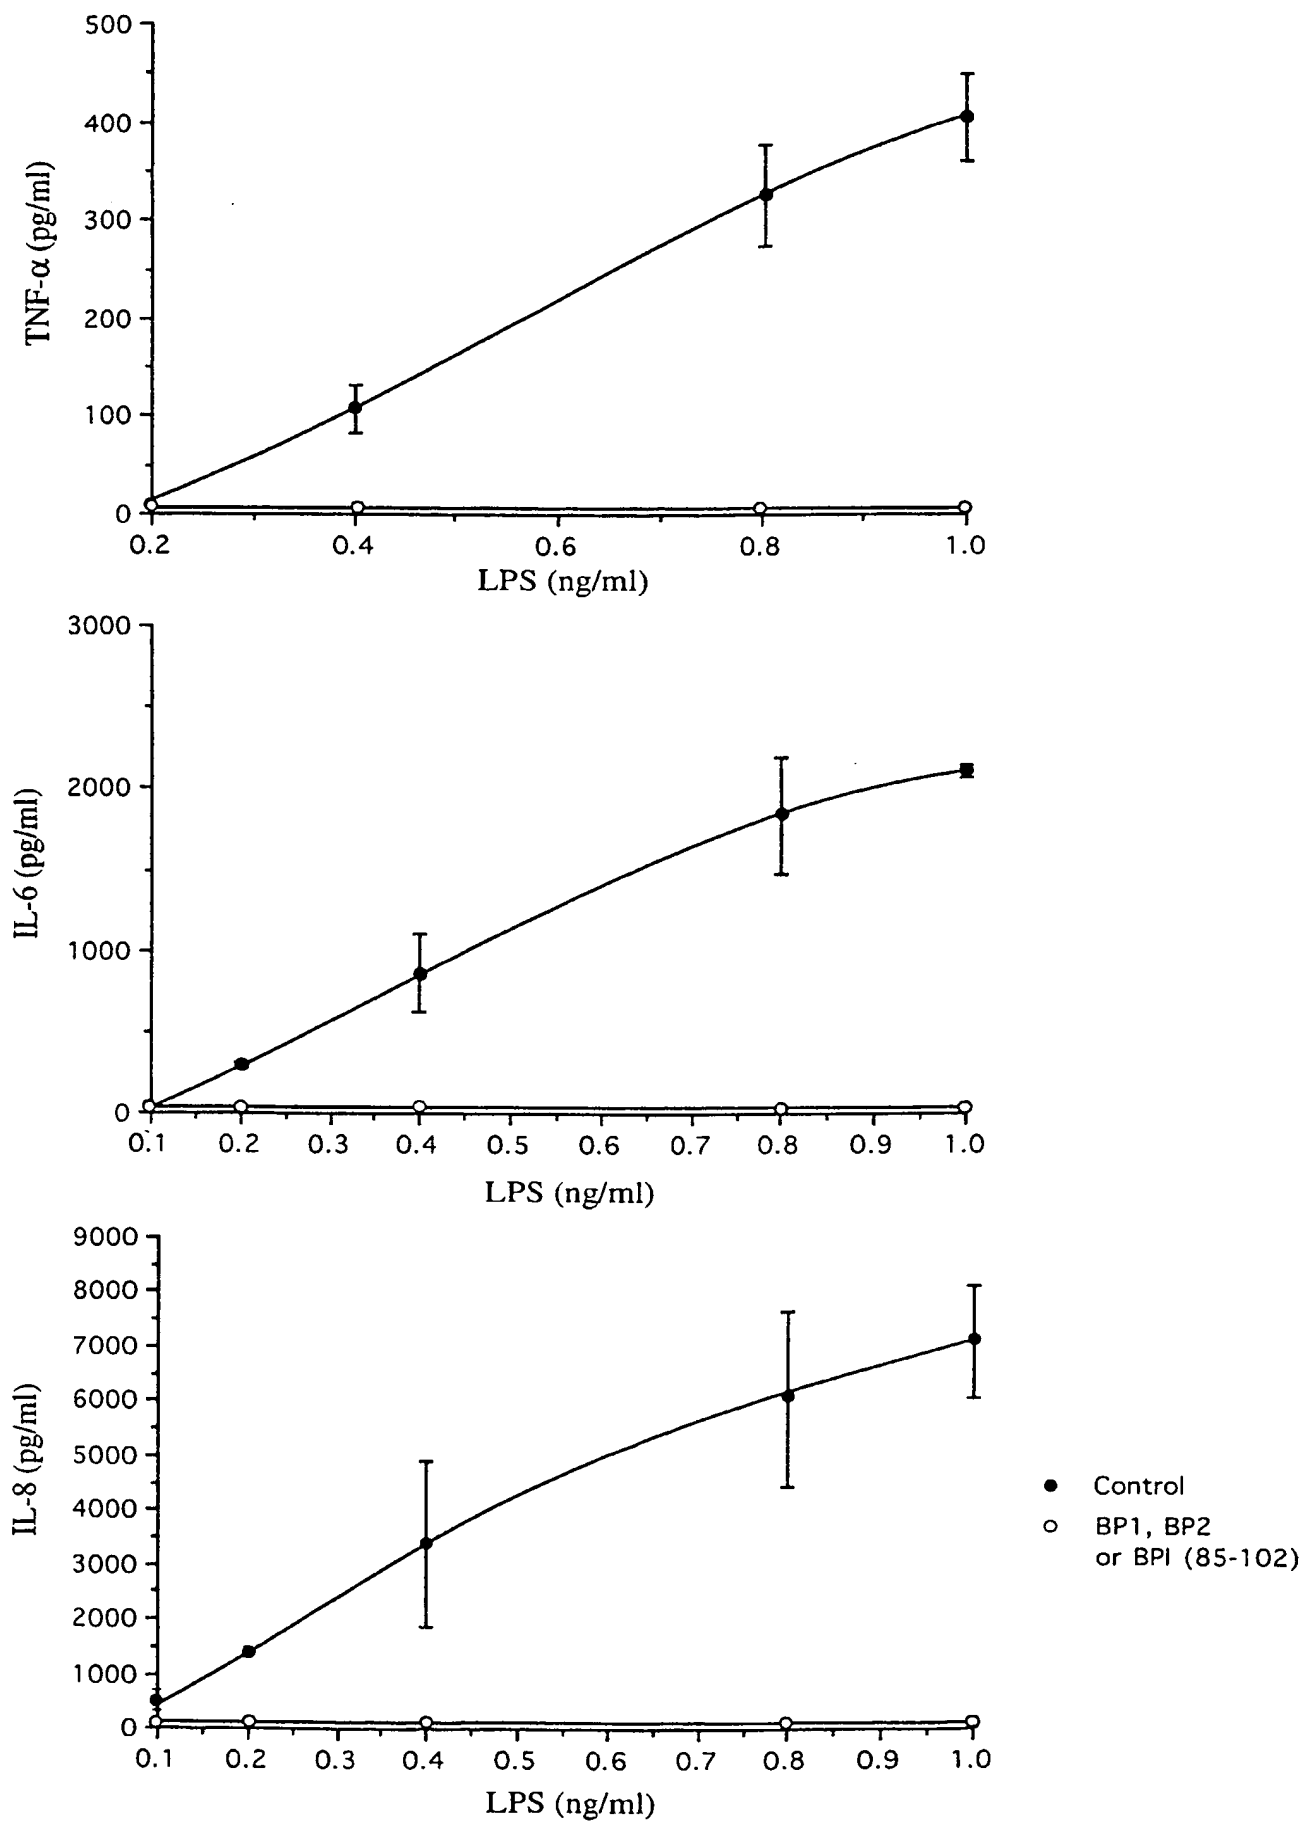 500
400
300
200
100
0
TNF-α (pg/ml)
0.2 0.4 0.6 0.8 1.0
LPS (ng/ml)
3000
2000
1000
0
IL-6 (pg/ml)
0.1 0.2 0.3 0.4 0.5 0.6 0.7 0.8 0.9 1.0
LPS (ng/ml)
9000
8000
7000
6000
5000
4000
3000
2000
1000
0
IL-8 (pg/ml)
0.1 0.2 0.3 0.4 0.5 0.6 0.7 0.8 0.9 1.0
LPS (ng/ml)
Control
BP1, BP2
or BPI (85-102)